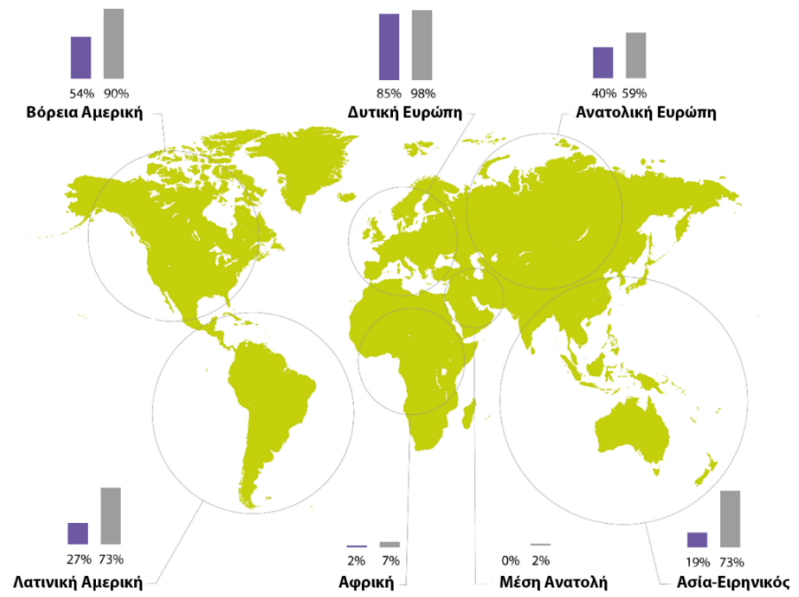 54% 90%
Βόρεια Αμερική
85% 98%
Δυτική Ευρώπη
40% 59%
Ανατολική Ευρώπη
27% 73%
Λατινική Αμερική
2% 7%
Αφρική
0% 2%
Μέση Ανατολή
19% 73%
Ασία-Ειρηνικός